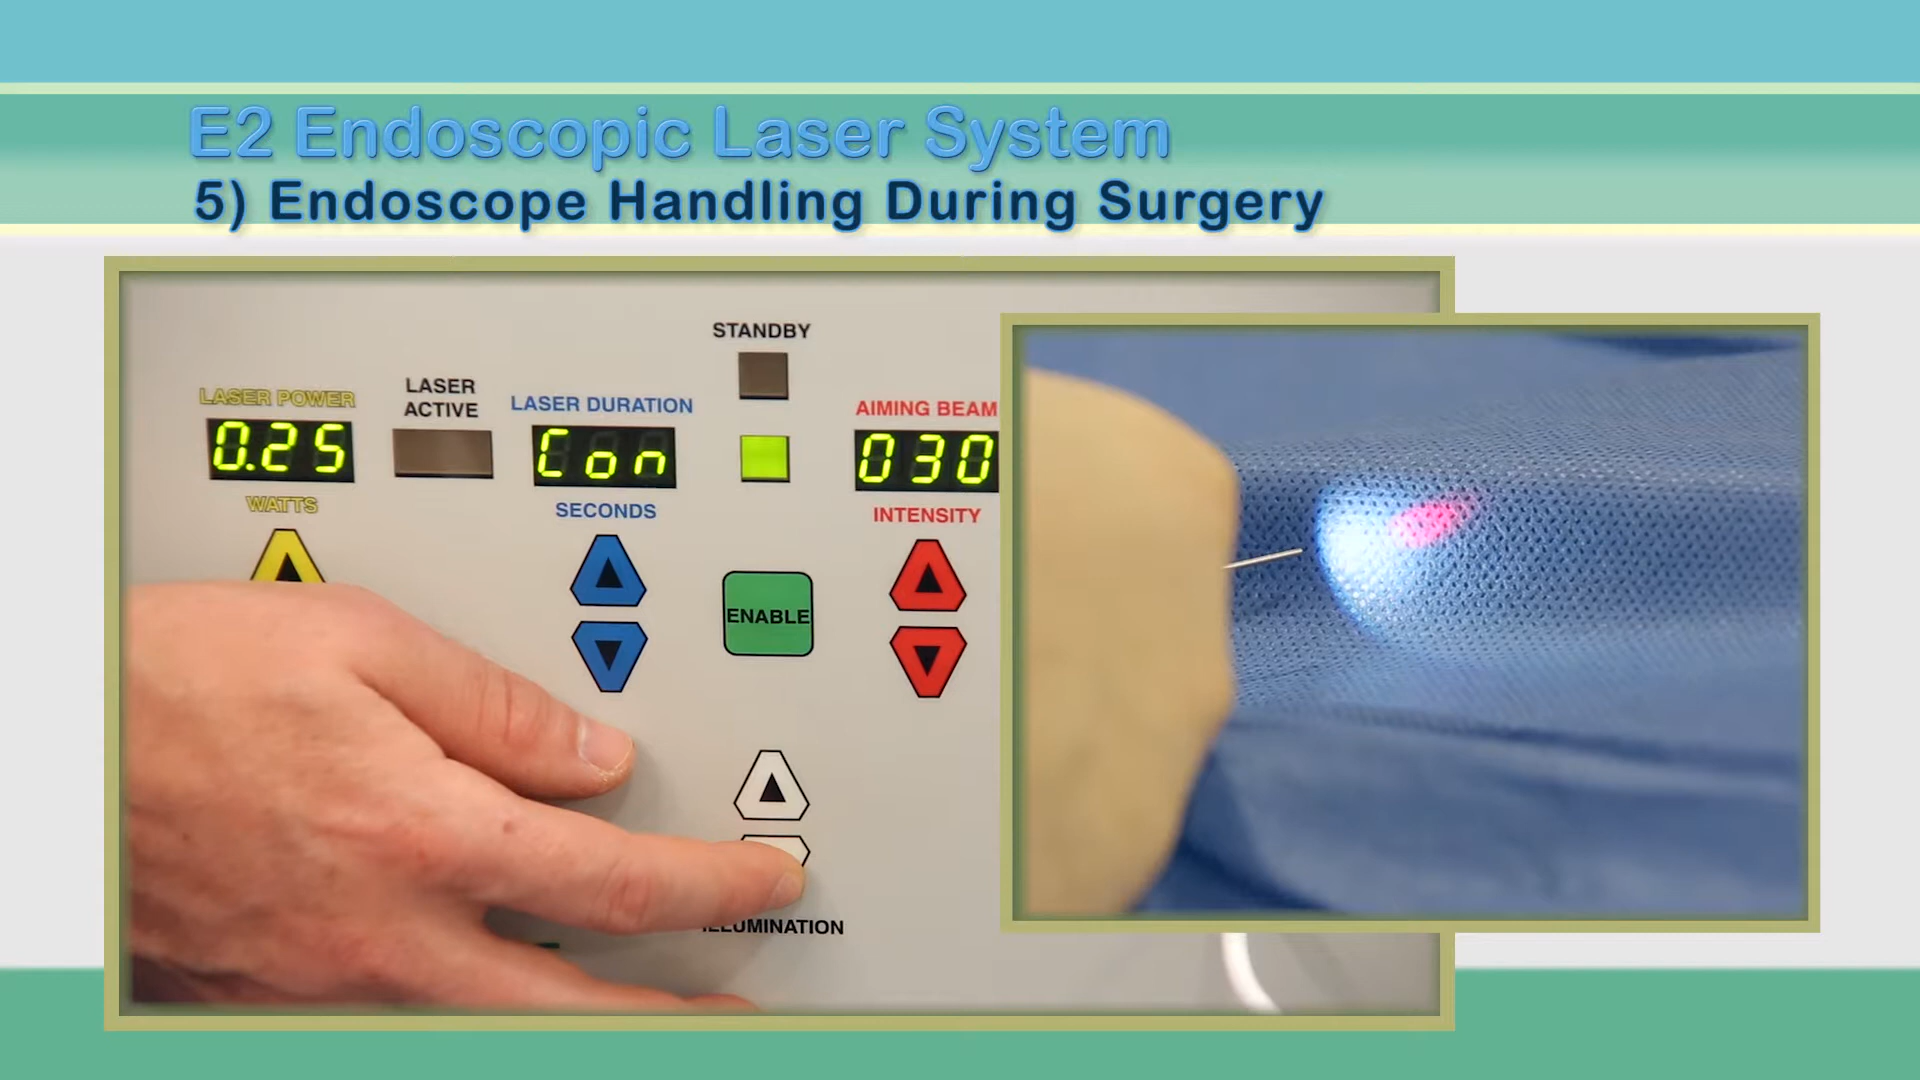 E2 Endoscopic Laser System
5) Endoscope Handling During Surgery
STANDBY
LASER POWER
LASER
ACTIVE
LASER DURATION
AIMING BEAM
0.25
Con
030
WATTS
SECONDS
INTENSITY
ENABLE
ILLUMINATION